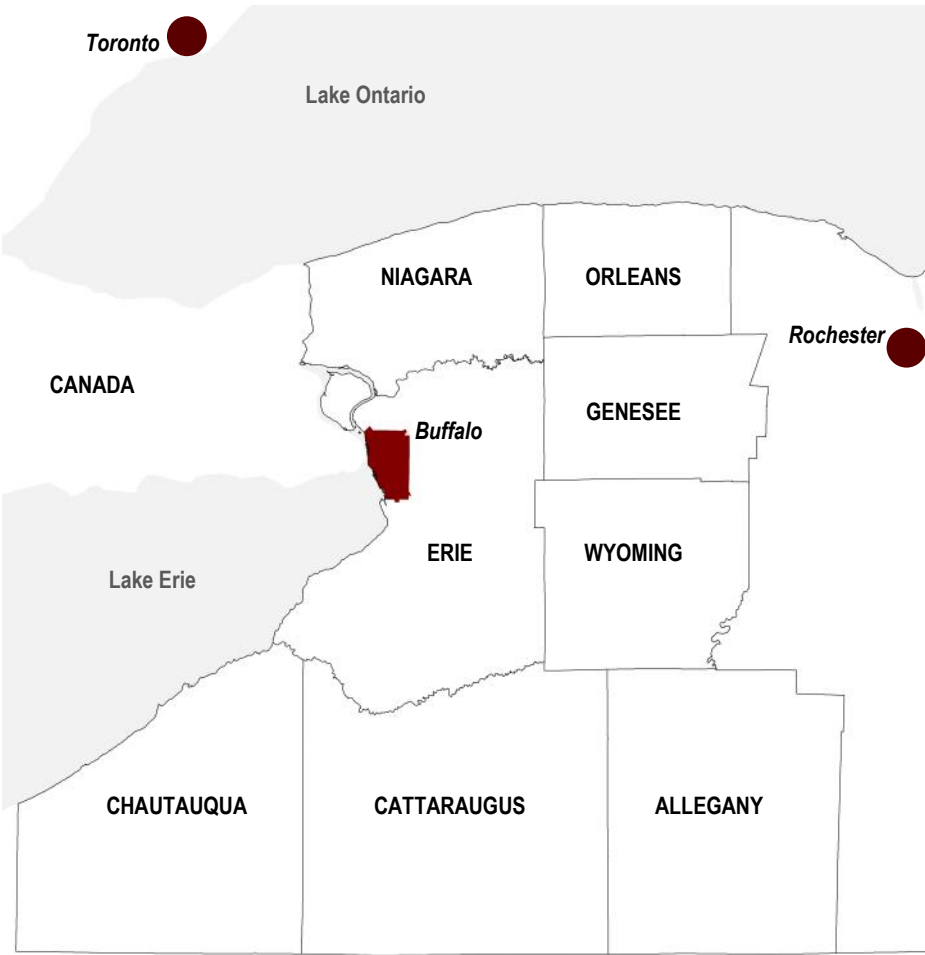 Toronto
Lake Ontario
NIAGARA
ORLEANS
Rochester
CANADA
GENESEE
Buffalo
ERIE
WYOMING
Lake Erie
CHAUTAUQUA
CATTARAUGUS
ALLEGANY